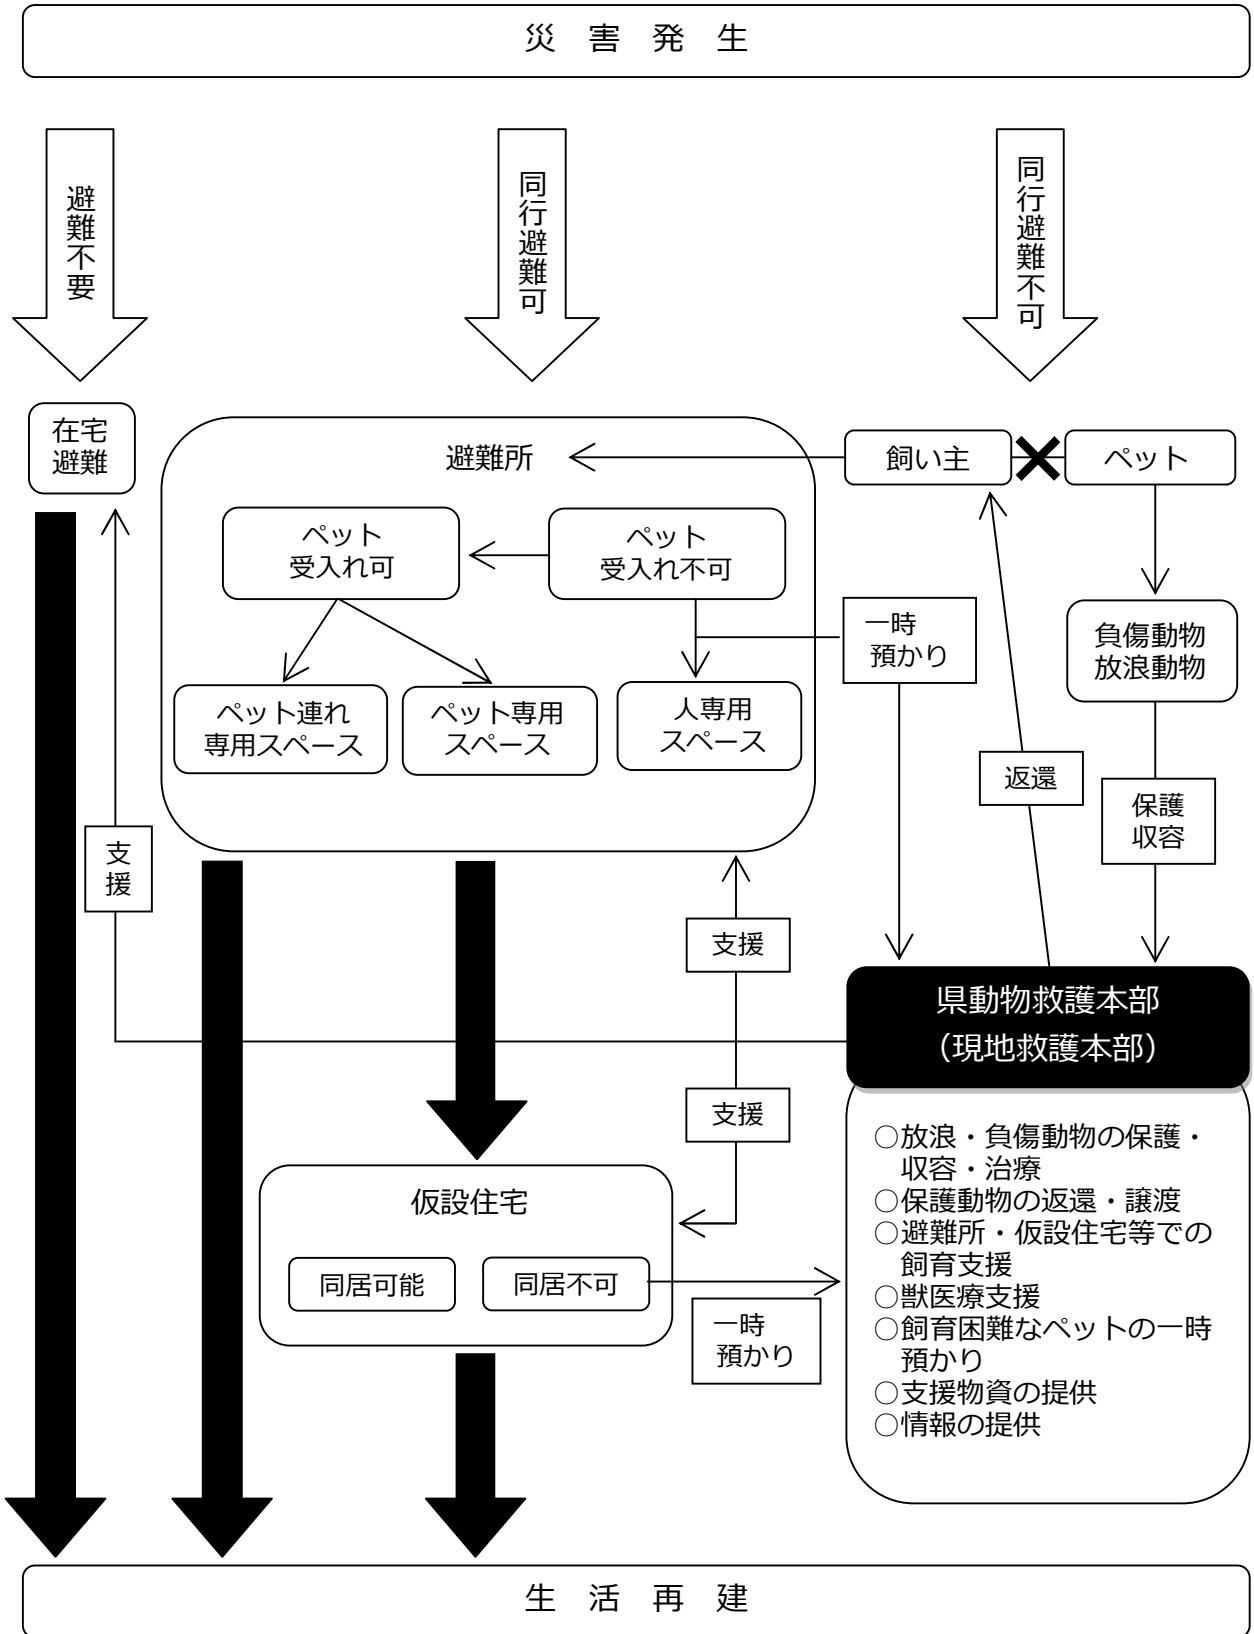 災害発生
避難不要
同行避難可
同行避難不可
在宅
避難
避難所
飼い主
ペット
ペット
受入れ可
ペット
受入れ不可
一時
預かり
負傷動物
放浪動物
ペット連れ
専用スペース
ペット専用
スペース
人専用
スペース
返還
保護
収容
支
援
支援
県動物救護本部
（現地救護本部）
支援
○放浪・負傷動物の保護・
収容・治療
○保護動物の返還・譲渡
○避難所・仮設住宅等での
飼育支援
○獣医療支援
○飼育困難なペットの一時
預かり
○支援物資の提供
○情報の提供
仮設住宅
同居可能
同居不可
一時
預かり
生活再建